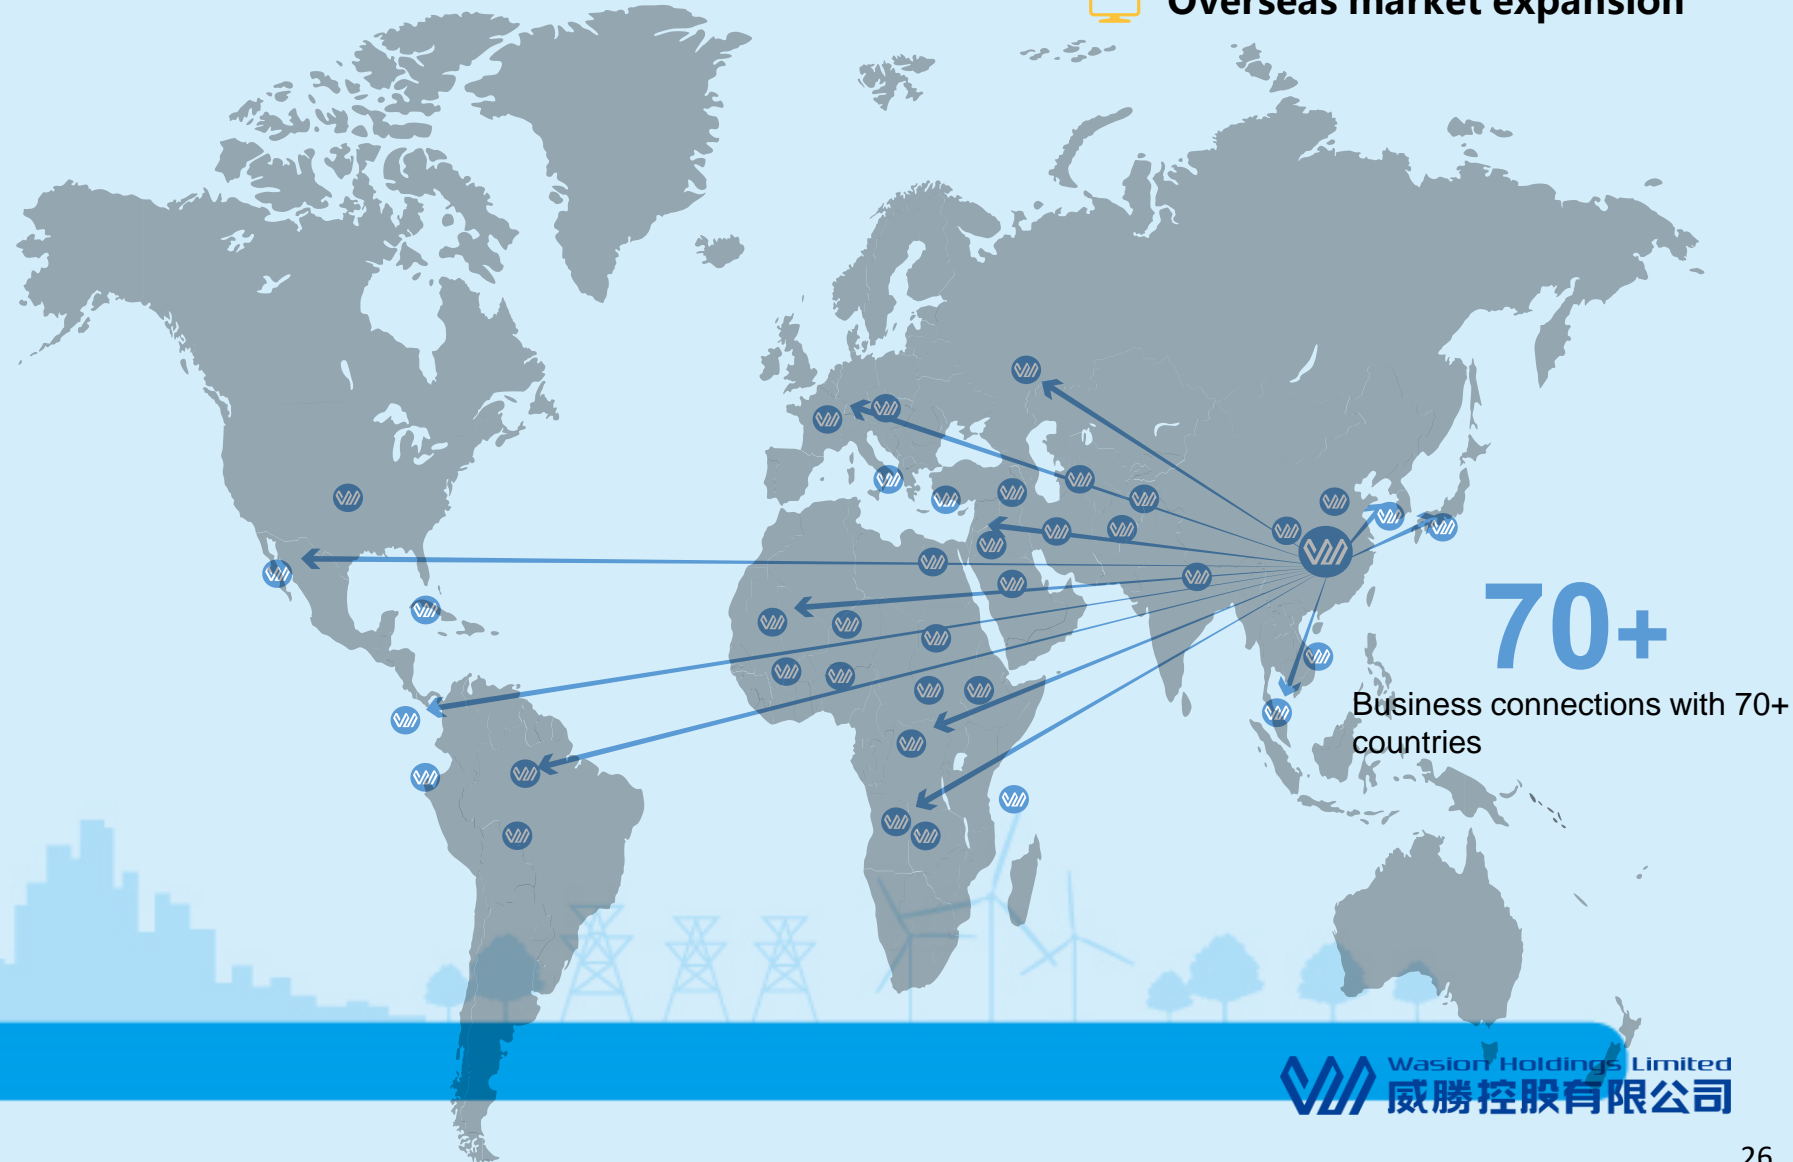 Overseas market expansion
70+
Business connections with 70+
countries
Wasion Holdings Limited
威勝控股有限公司
26